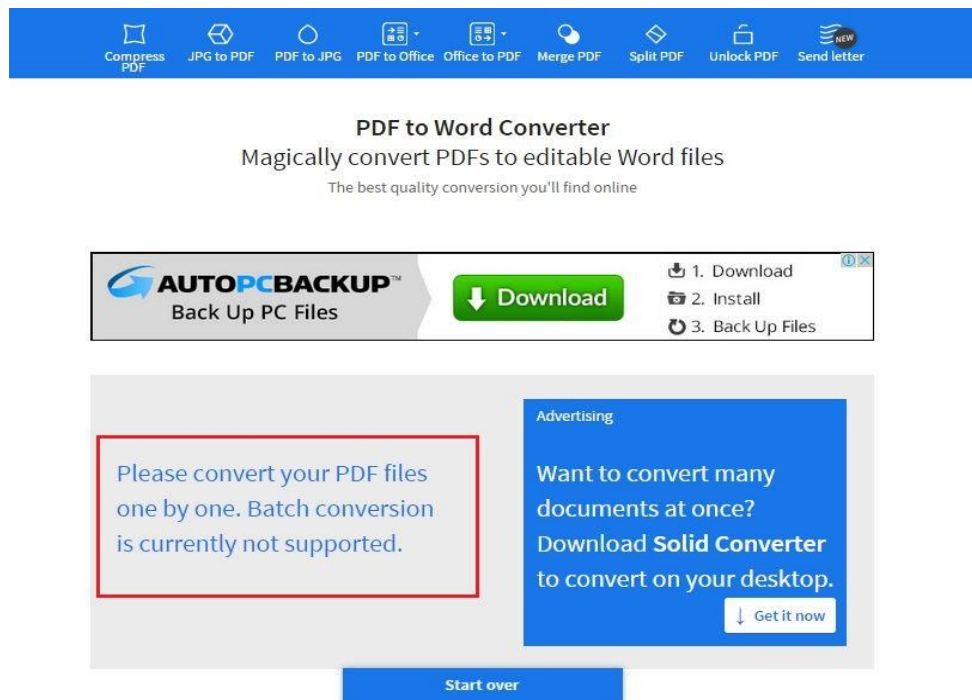 Compress PDF
JPG to PDF
PDF to JPG
PDF to Office
Office to PDF
Merge PDF
Split PDF
Unlock PDF
Send letter
NEW
PDF to Word Converter
Magically convert PDFs to editable Word files
The best quality conversion you'll find online
AUTOPCBACKUP™
Back Up PC Files
Download
1. Download
2. Install
3. Back Up Files
Please convert your PDF files
one by one. Batch conversion
is currently not supported.
Advertising
Want to convert many
documents at once?
Download Solid Converter
to convert on your desktop.
Get it now
Start over